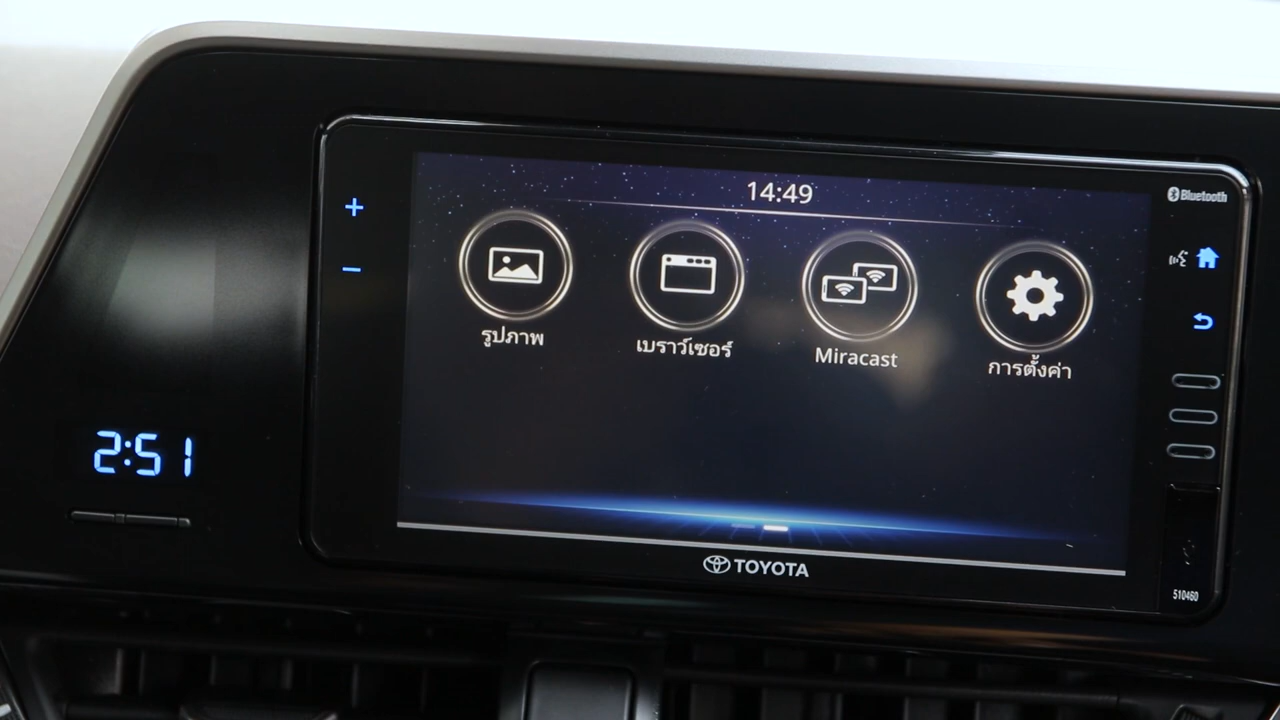 14:49
Bluetooth
รูปภาพ
เบราว์เซอร์
Miracast
การตั้งค่า
2:51
TOYOTA
510460